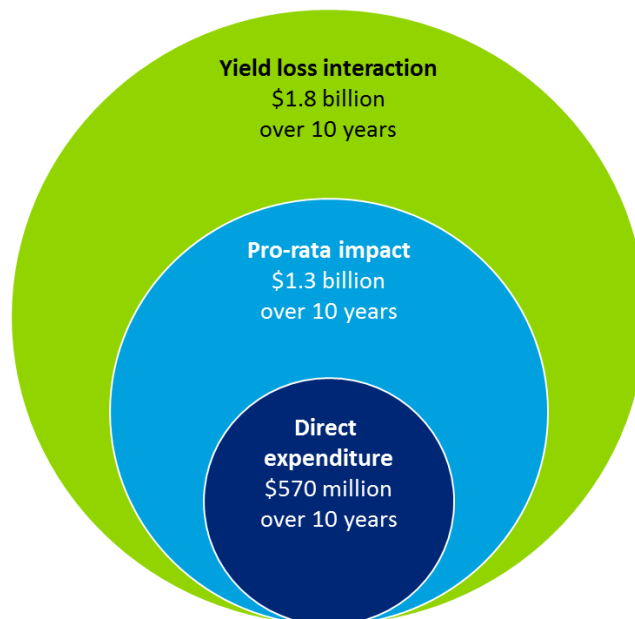 Yield loss interaction
$1.8 billion
over 10 years
Pro-rata impact
$1.3 billion
over 10 years
Direct
expenditure
$570 million
over 10 years